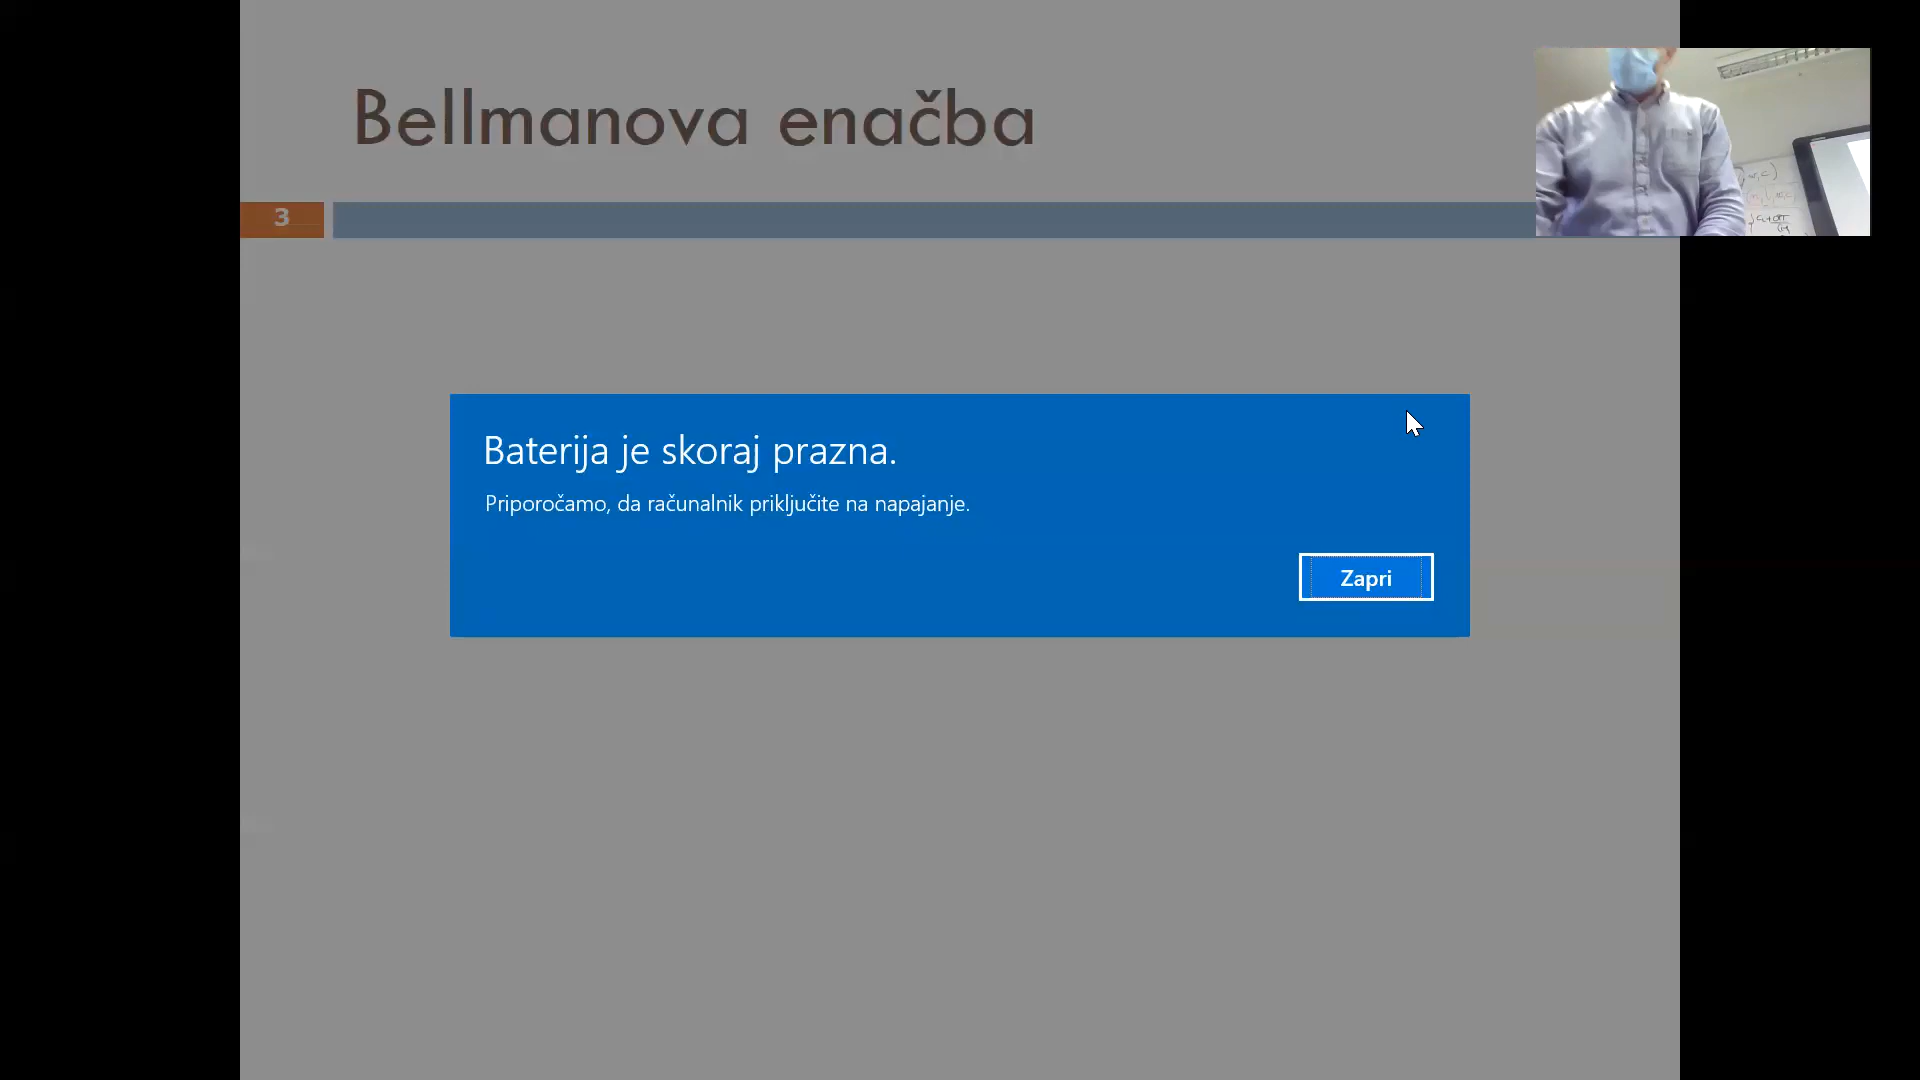 Bellmanova enačba
3
Baterija je skoraj prazna.
Priporočamo, da računalnik priključite na napajanje.
Zapri